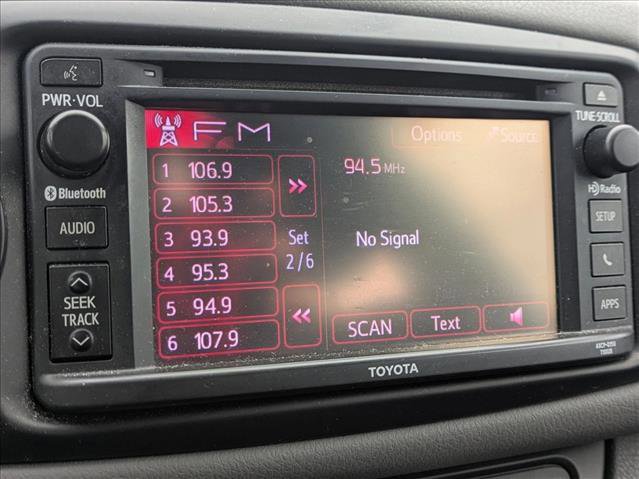 PWR·VOL
Bluetooth
AUDIO
SEEK
TRACK
FM
Options
Source
1 106.9
2 105.3
3 93.9
4 95.3
5 94.9
6 107.9
Set
2/6
94.5 MHz
No Signal
SCAN
Text
TUNE·SCROLL
HD Radio
SETUP
APPS
TOYOTA